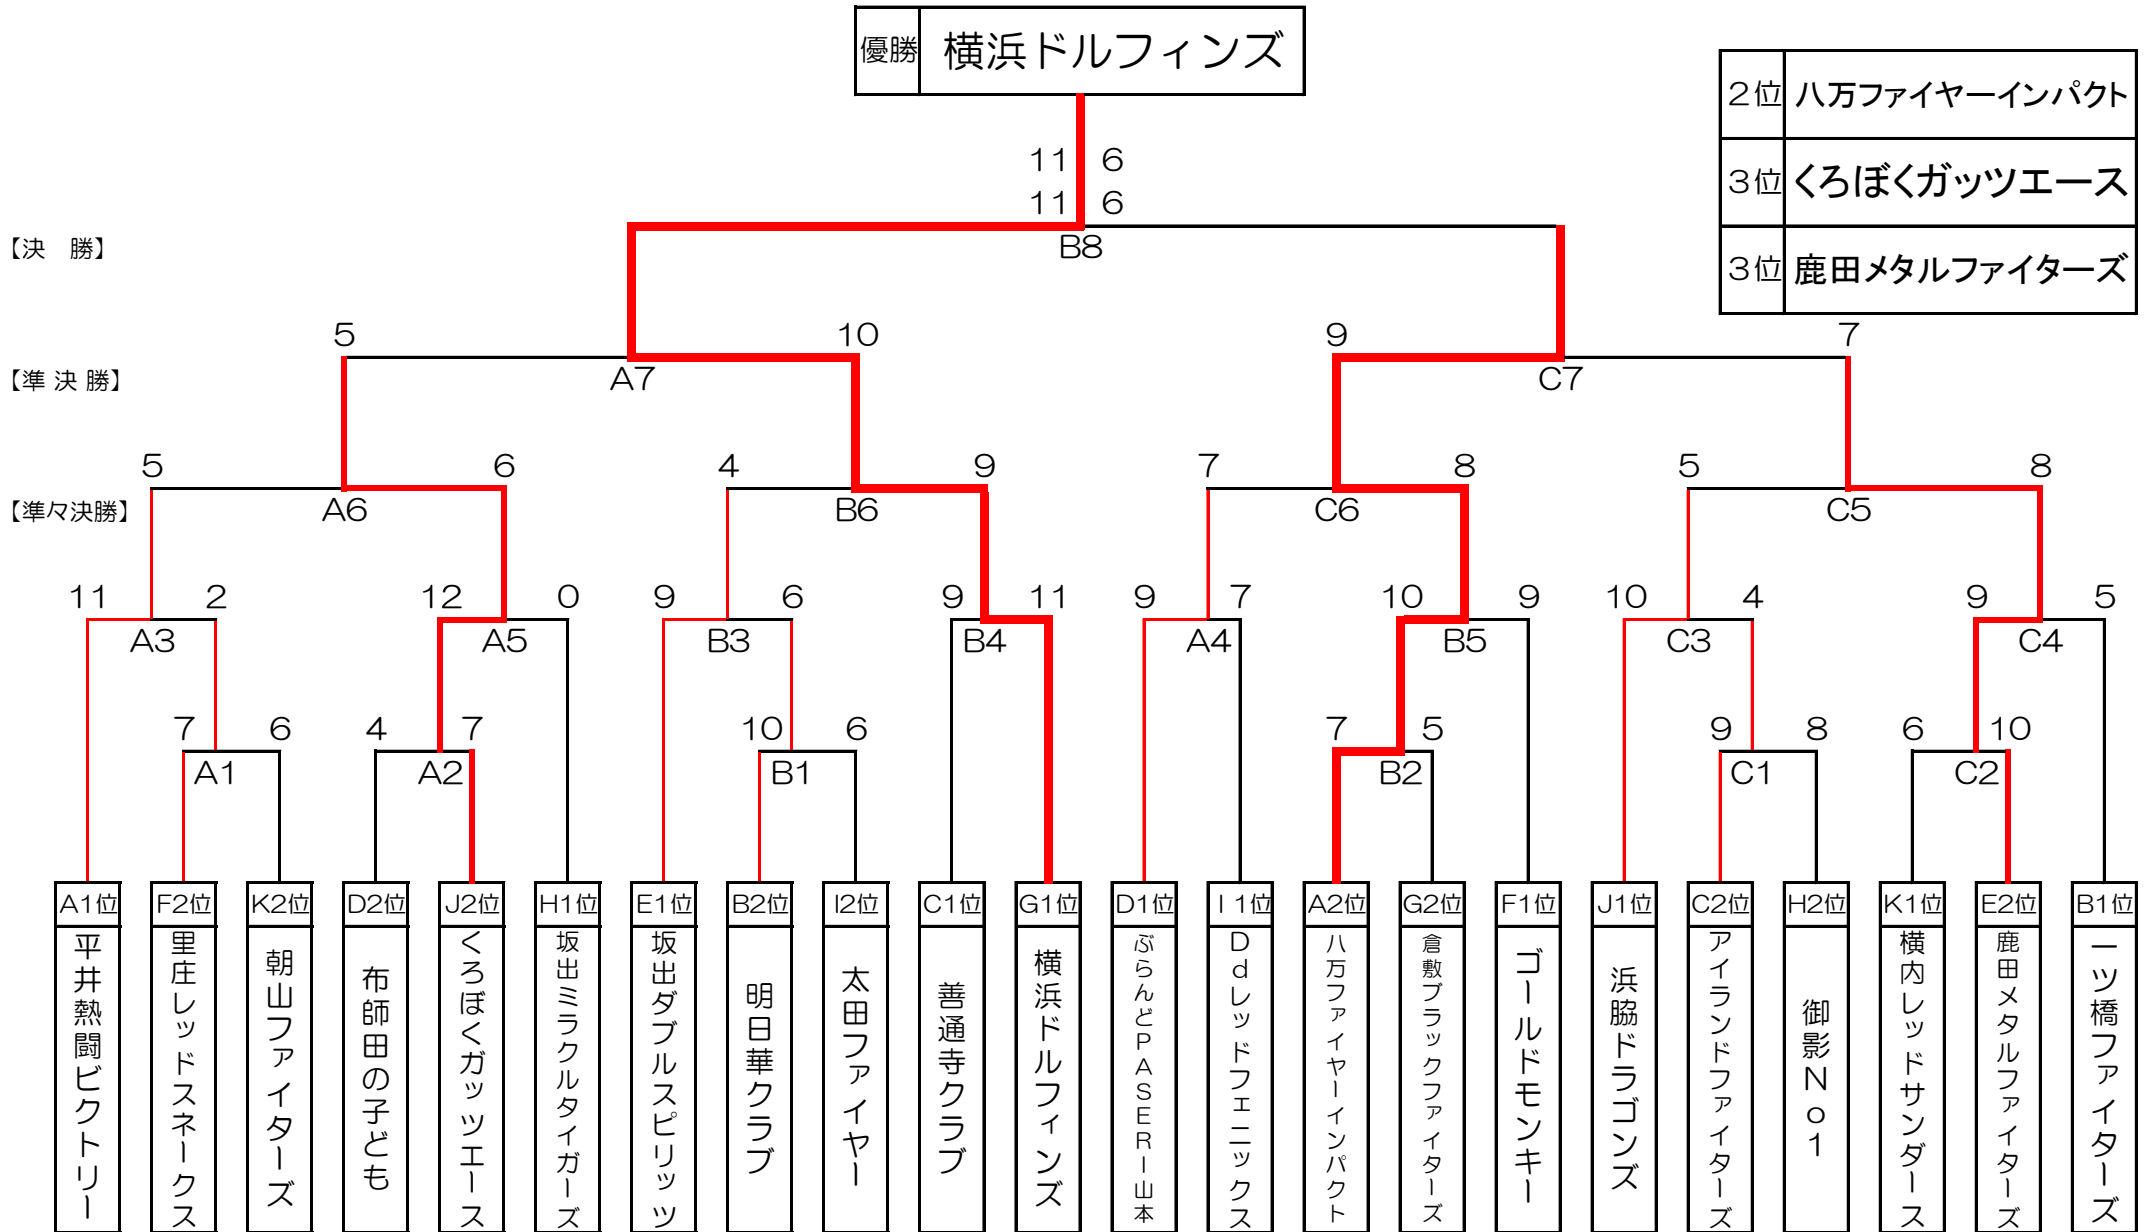 優勝 横浜ドルフィンズ
2位 八万ファイヤーインパクト
3位 くろぼくガッツエース
3位 鹿田メタルファイターズ
11 6
11 6
【決　勝】
B8
5 10 9 7
【準 決 勝】
A7 C7
5 6 4 9 7 8 5 8
【準々決勝】
A6 B6 C6 C5
11 2 12 0 9 6 9 11 9 7 10 9 10 4 9 5
A3 A5 B3 B4 A4 B5 C3 C4
7 6 4 7 10 6 7 5 9 8 6 10
A1 A2 B1 B2 C1 C2
A1位 F2位 K2位 D2位 J2位 H1位 E1位 B2位 I2位 C1位 G1位 D1位 I1位 A2位 G2位 F1位 J1位 C2位 H2位 K1位 E2位 B1位
平井熱闘ビクトリー
里庄レッドスネークス
朝山ファイターズ
布師田の子ども
くろぼくガッツエース
坂出ミラクルタイガーズ
坂出ダブルスピリッツ
明日華クラブ
太田ファイヤー
善通寺クラブ
横浜ドルフィンズ
ぶらんどPASERー山本
Ddレッドフェニックス
八万ファイヤーインパクト
倉敷ブラックファイターズ
ゴールドモンキー
浜脇ドラゴンズ
アイランドファイターズ
御影No1
横内レッドサンダース
鹿田メタルファイターズ
一ツ橋ファイターズ